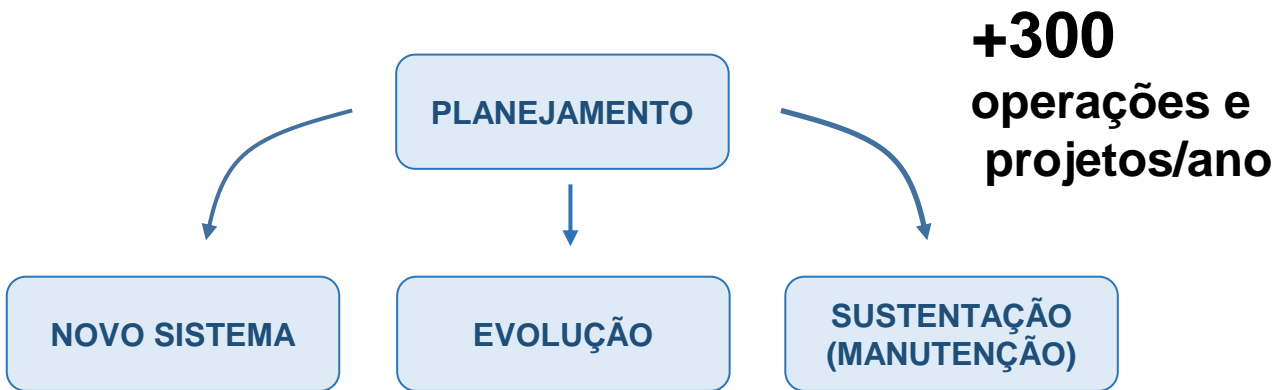 +300
operações e
projetos/ano
PLANEJAMENTO
NOVO SISTEMA
EVOLUÇÃO
SUSTENTAÇÃO
(MANUTENÇÃO)